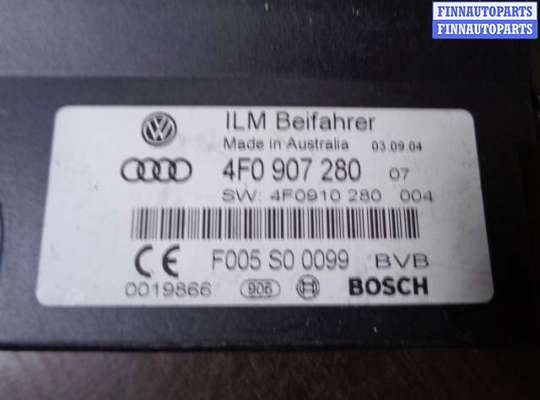 FINNAUTOPARTS
FINNAUTOPARTS
ILM Beifahrer
Made in Australia 03.09.04
4F0 907 280 07
SW: 4F0910 280 004
CE F005 S0 0099 BVB
0019866 906 BOSCH